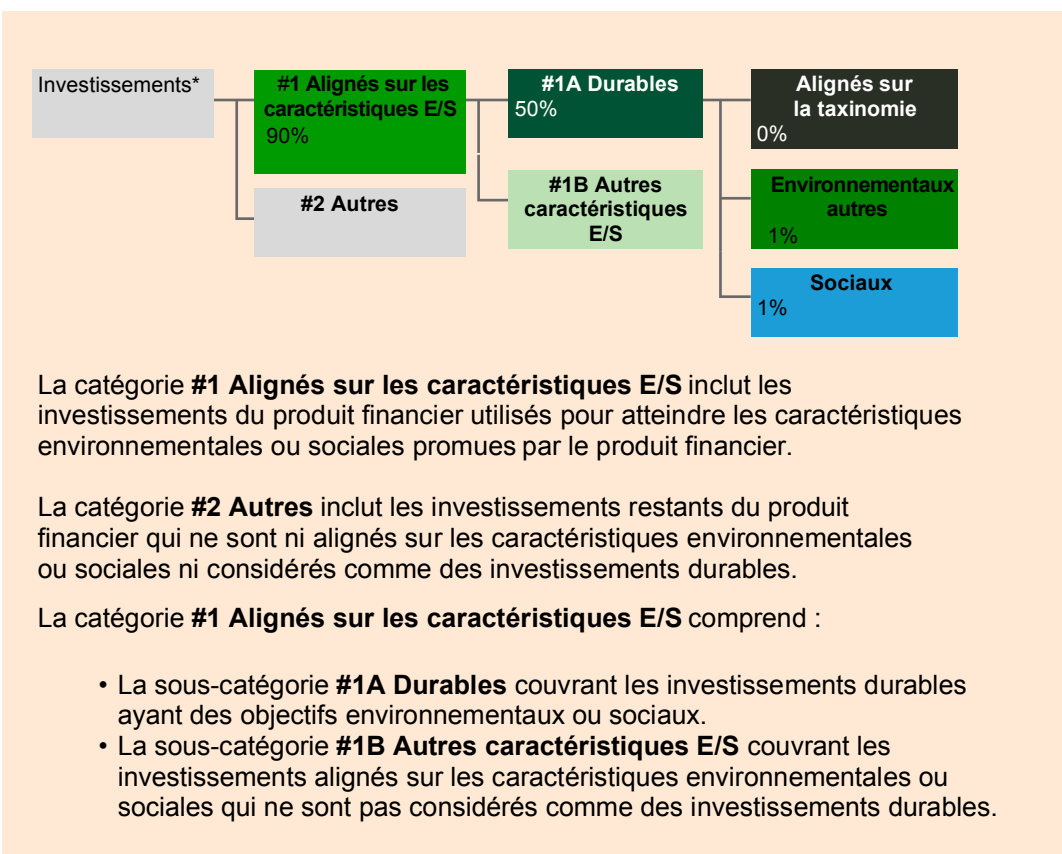 Investissements*
#1 Alignés sur les
caractéristiques E/S
90%
#2 Autres
#1A Durables
50%
#1B Autres
caractéristiques
E/S
Alignés sur
la taxinomie
0%
Environnementaux
autres
1%
Sociaux
1%
La catégorie #1 Alignés sur les caractéristiques E/S inclut les
investissements du produit financier utilisés pour atteindre les caractéristiques
environnementales ou sociales promues par le produit financier.
La catégorie #2 Autres inclut les investissements restants du produit
financier qui ne sont ni alignés sur les caractéristiques environnementales
ou sociales ni considérés comme des investissements durables.
La catégorie #1 Alignés sur les caractéristiques E/S comprend :
• La sous-catégorie #1A Durables couvrant les investissements durables
ayant des objectifs environnementaux ou sociaux.
• La sous-catégorie #1B Autres caractéristiques E/S couvrant les
investissements alignés sur les caractéristiques environnementales ou
sociales qui ne sont pas considérés comme des investissements durables.